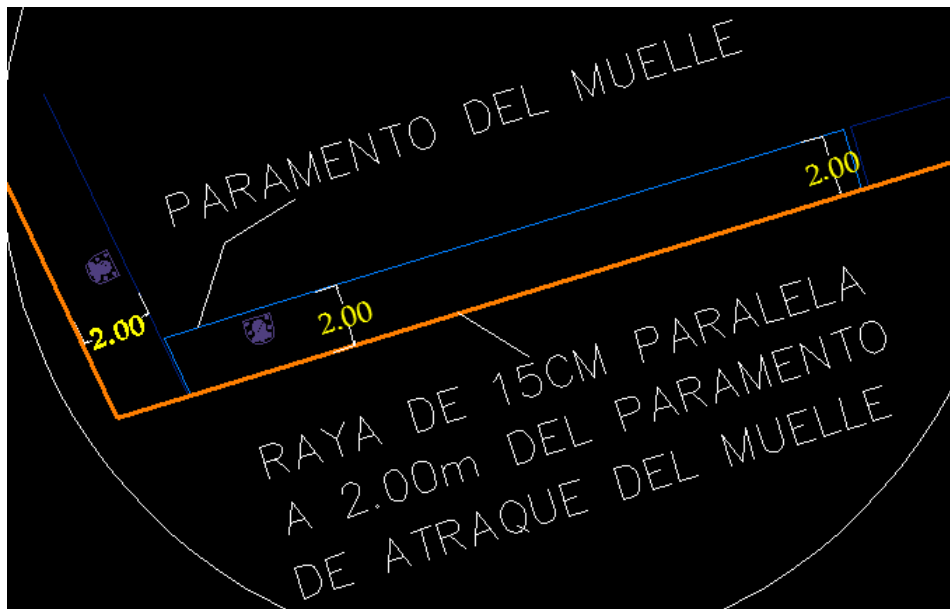 PARAMENTO DEL MUELLE
2.00
2.00
2.00
RAYA DE 15CM PARALELA
A 2.00m DEL PARAMENTO
DE ATRAQUE DEL MUELLE